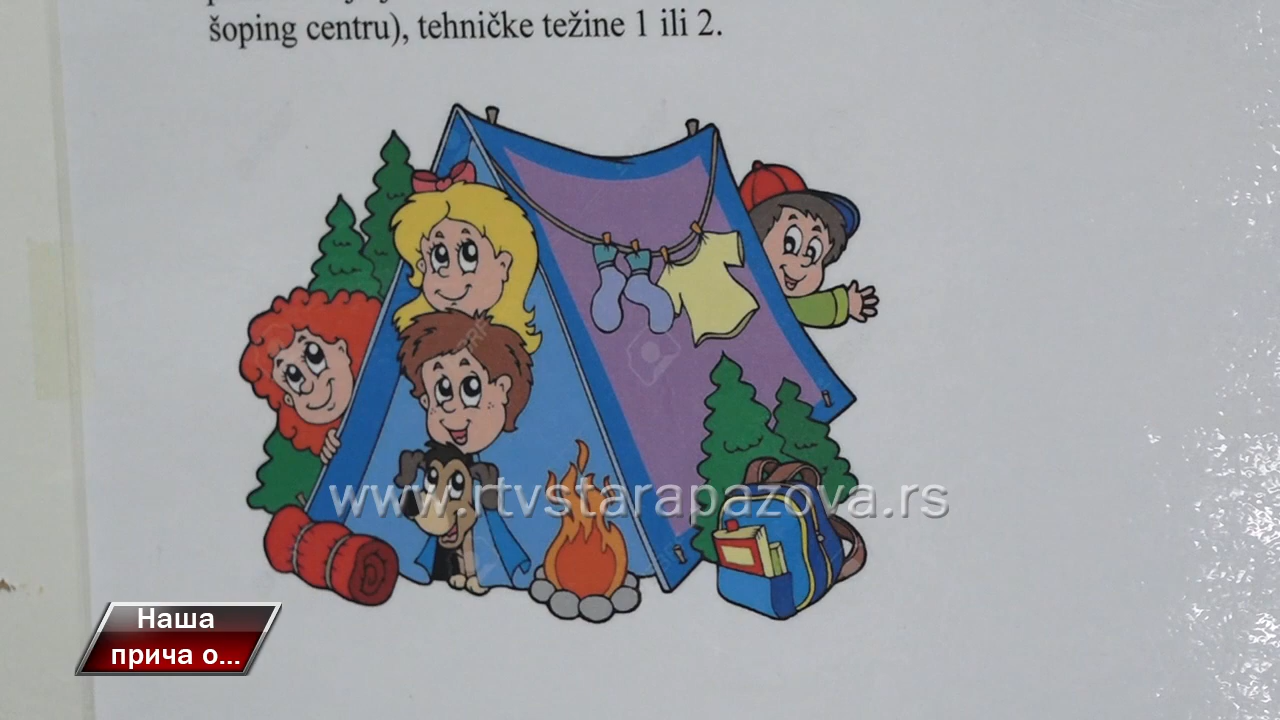 šoping centru), tehničke težine 1 ili 2.
www.rtvstarapazova.rs
Наша
прича о...